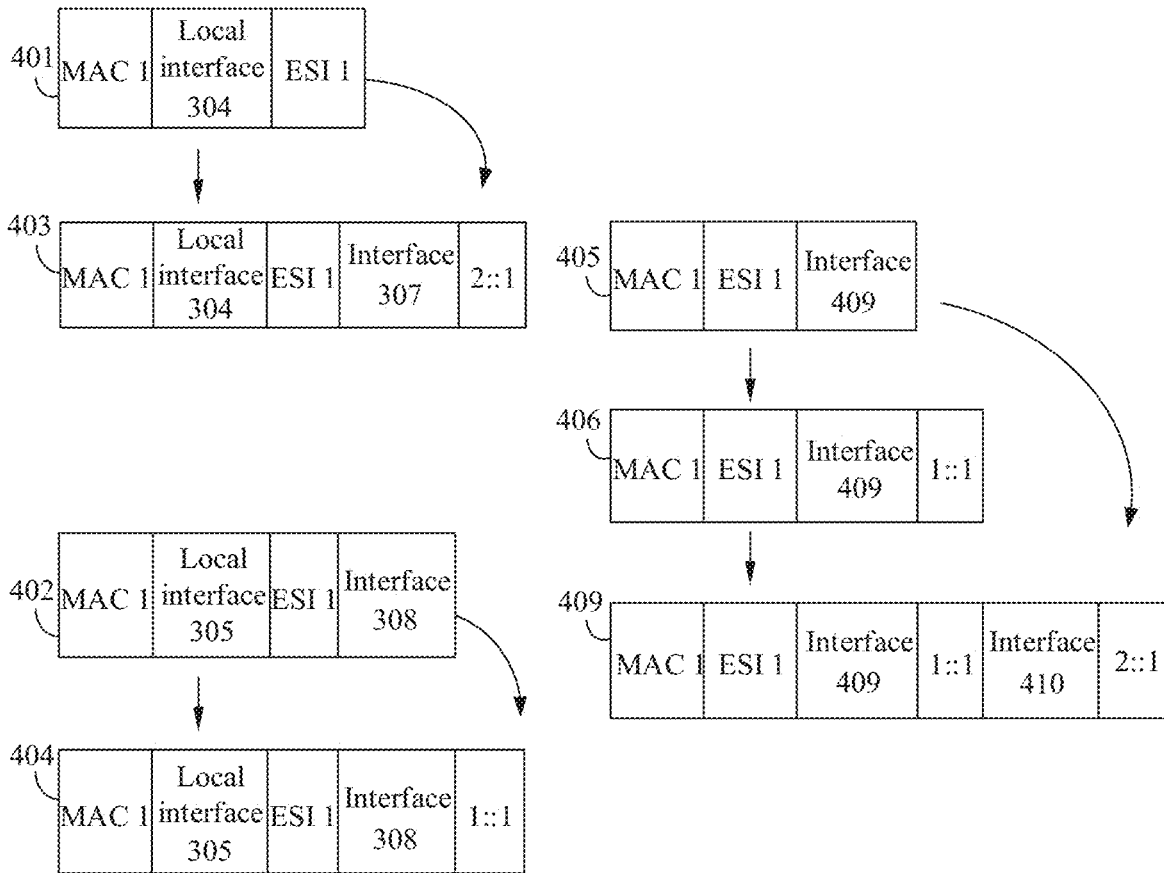 401
MAC 1
Local
interface
304
ESI 1
403
MAC 1
Local
interface
304
ESI 1
Interface
307
2::1
405
MAC 1
ESI 1
Interface
409
406
MAC 1
ESI 1
Interface
409
1::1
402
MAC 1
Local
interface
305
ESI 1
Interface
308
409
MAC 1
ESI 1
Interface
409
1::1
Interface
410
2::1
404
MAC 1
Local
interface
305
ESI 1
Interface
308
1::1